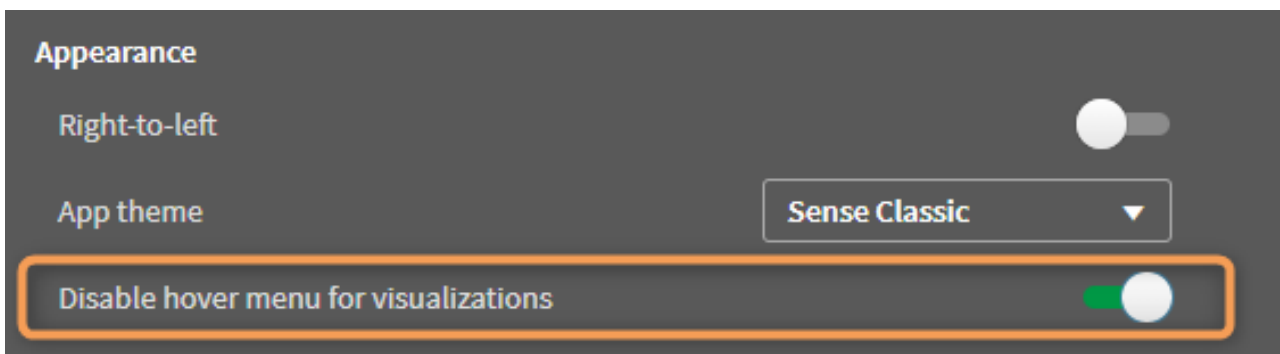 Appearance
Right-to-left
App theme Sense Classic
Disable hover menu for visualizations